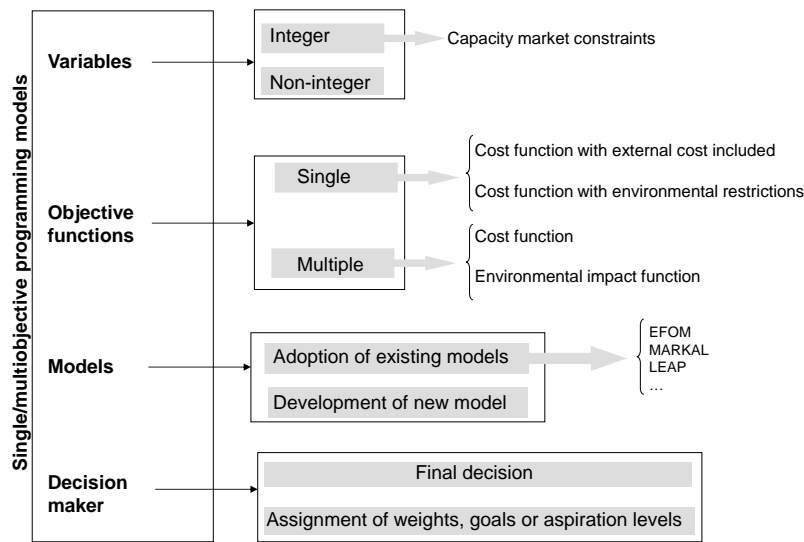 Single/multiobjective programming models
Variables
Integer
Capacity market constraints
Non-integer
Objective
functions
Single
Cost function with external cost included
Cost function with environmental restrictions
Multiple
Cost function
Environmental impact function
Models
Adoption of existing models
EFOM
MARKAL
LEAP
…
Development of new model
Decision
maker
Final decision
Assignment of weights, goals or aspiration levels